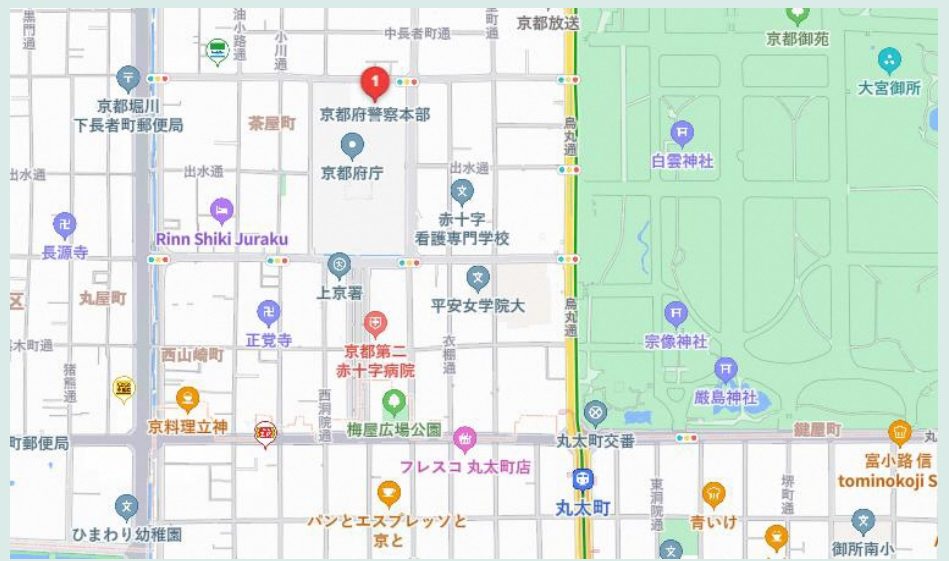 黒門通
油小路通
小川通
中長者町通
室町通
京都放送
京都御苑
大宮御所
1
京都堀川
下長者町郵便局
茶屋町
京都府警察本部
烏丸通
白雲神社
京都府庁
出水通
出水通
出水通
赤十字
看護専門学校
Rinn Shiki Juraku
長源寺
区
丸屋町
上京署
平安女学院大
烏丸通
正覚寺
宗像神社
木町通
西山崎町
京都第二
赤十字病院
衣棚通
猪熊通
厳島神社
西洞院通
京料理立神
梅屋広場公園
町郵便局
丸太町交番
鍵屋町
丸
フレスコ 丸太町店
富小路 信
tominokoji S
丸太町
東洞院通
堺町通
青いけ
パンとエスプレッソと
京と
ひまわり幼稚園
御所南小